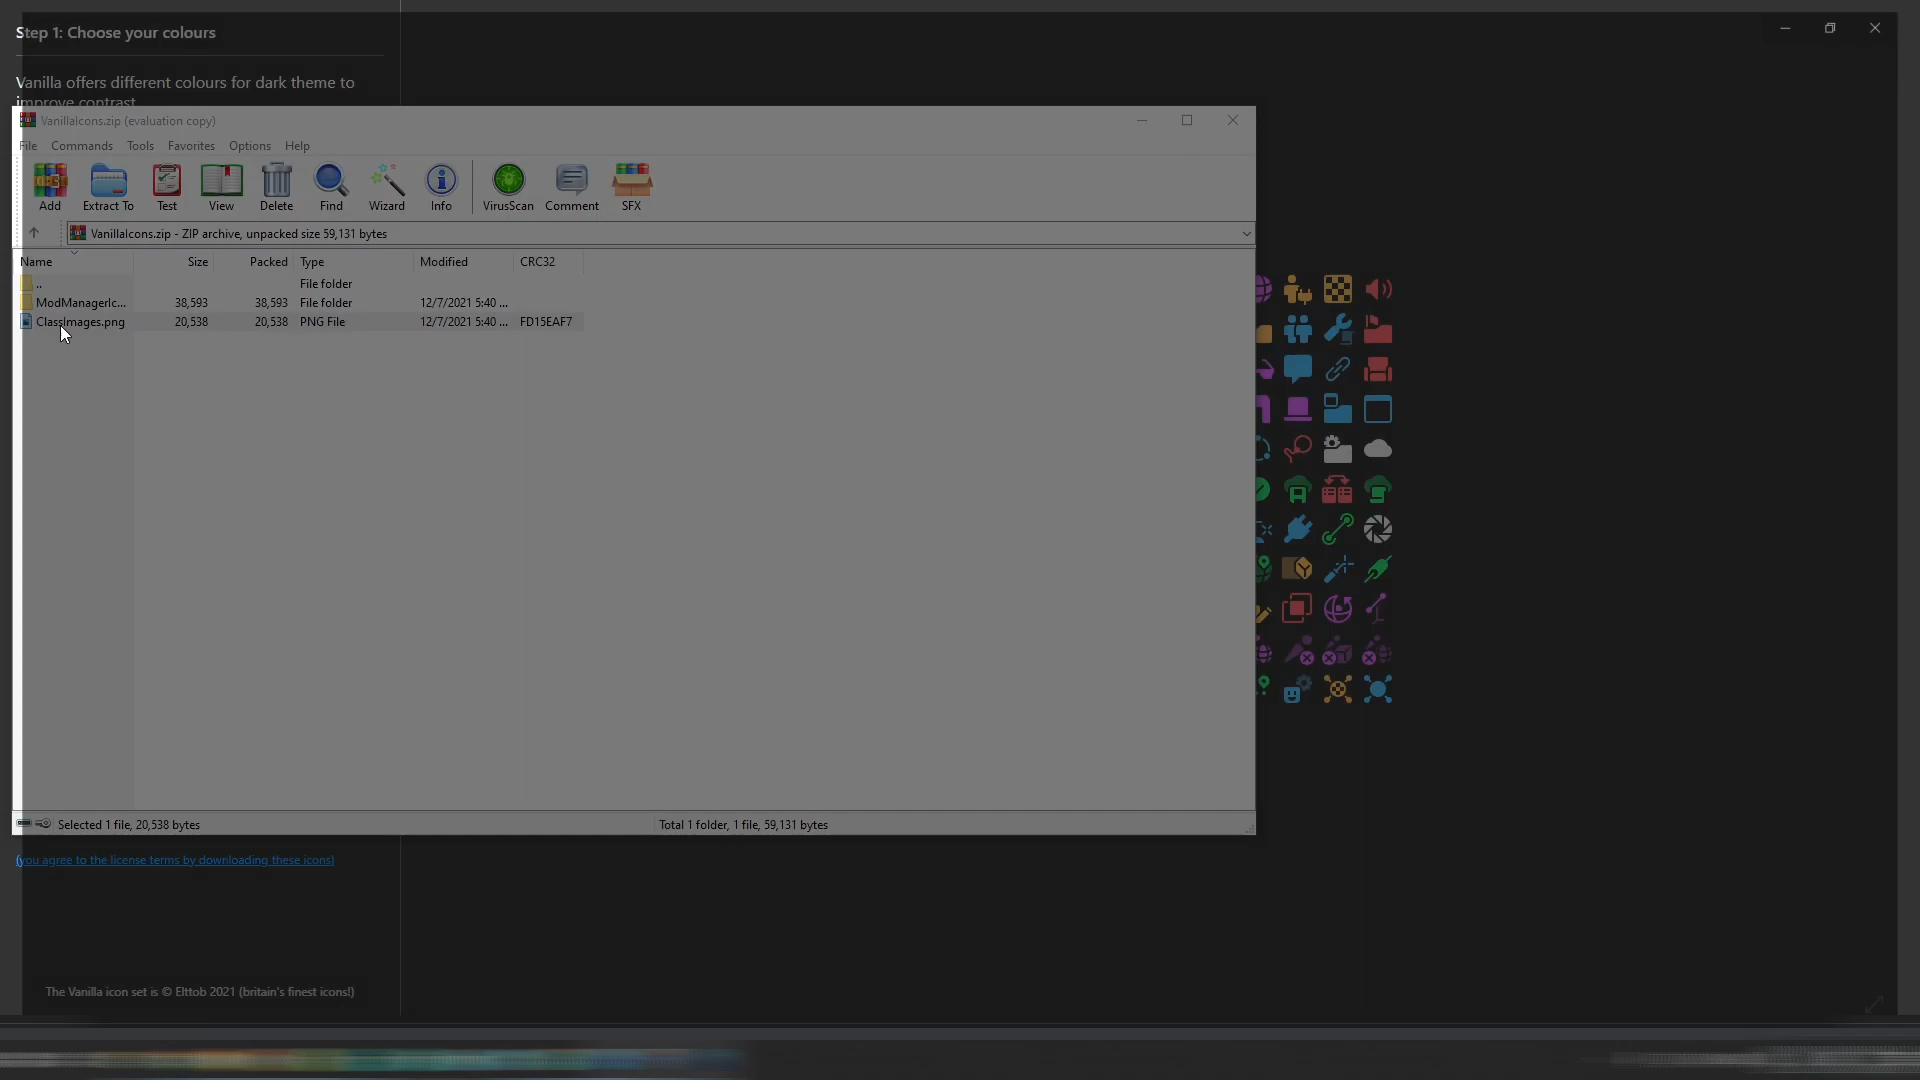 Step 1: Choose your colours
Vanilla offers different colours for dark theme to
improve contrast
VanillaIcons.zip (evaluation copy)
File Commands Tools Favorites Options Help
Add Extract To Test View Delete Find Wizard Info VirusScan Comment SFX
VanillaIcons.zip - ZIP archive, unpacked size 59,131 bytes
Name Size Packed Type Modified CRC32
.. File folder
ModManagerIc... 38,593 38,593 File folder 12/7/2021 5:40 ...
ClassImages.png 20,538 20,538 PNG File 12/7/2021 5:40 ... FD15EAF7
Selected 1 file, 20,538 bytes Total 1 folder, 1 file, 59,131 bytes
(you agree to the license terms by downloading these icons)
The Vanilla icon set is © Elttob 2021 (britain's finest icons!)